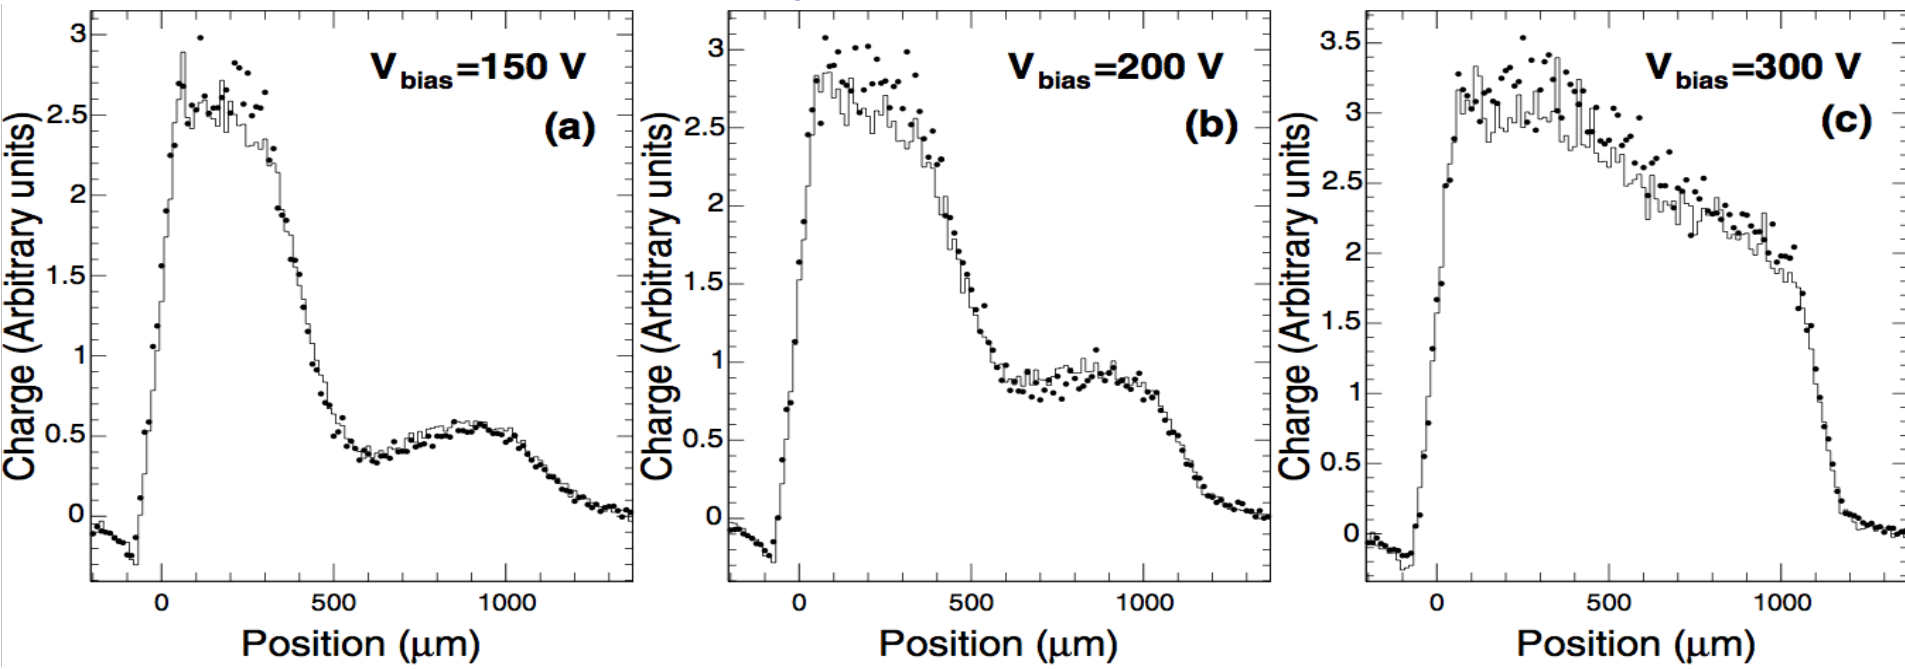 V bias=150 V
(a)
3
2.5
2
1.5
1
0.5
0
Charge (Arbitrary units)
0 500 1000
Position (μm)
V bias=200 V
(b)
3
2.5
2
1.5
1
0.5
0
Charge (Arbitrary units)
0 500 1000
Position (μm)
V bias=300 V
(c)
3.5
3
2.5
2
1.5
1
0.5
0
Charge (Arbitrary units)
0 500 1000
Position (μm)